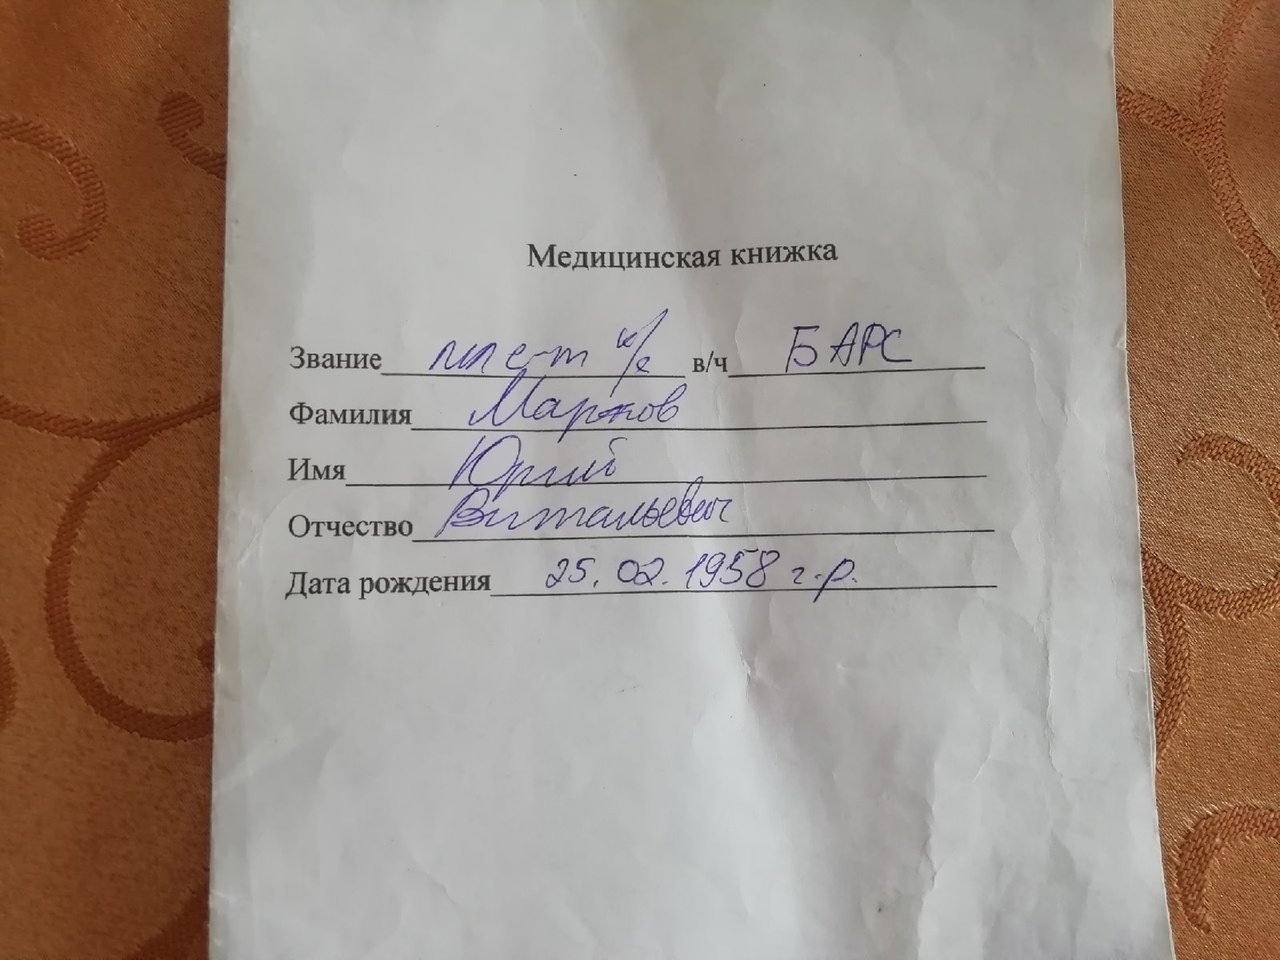 Медицинская книжка
Звание мл с-т к/с в/ч БАРС
Фамилия Марков
Имя Юрий
Отчество Витальевич
Дата рождения 25.02.1958 г.р.